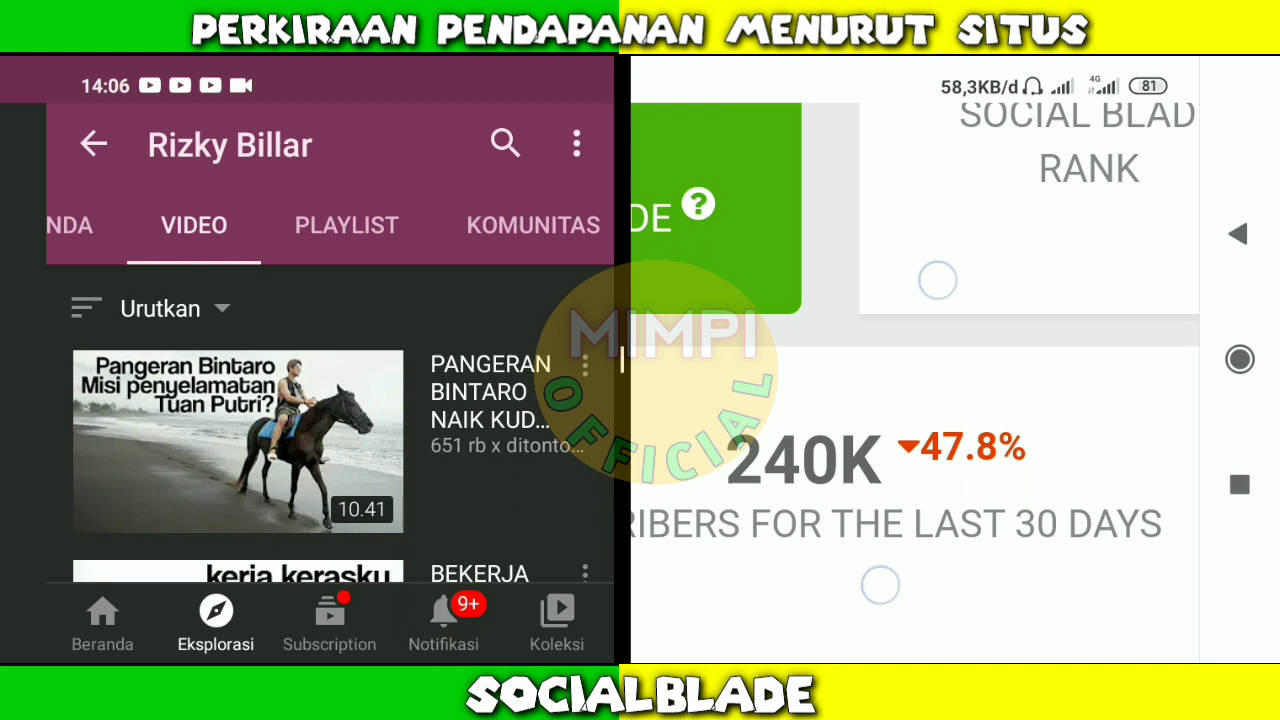 PERKIRAAN PENDAPANAN MENURUT SITUS
14:06
58,3KB/d
4G
81
Rizky Billar
NDA
VIDEO
PLAYLIST
KOMUNITAS
Urutkan
Pangeran Bintaro
Misi penyelamatan
Tuan Putri?
10.41
PANGERAN
BINTARO
NAIK KUD...
651 rb x ditonto...
kerja kerasku
BEKERJA
Beranda
Eksplorasi
Subscription
9+
Notifikasi
Koleksi
SOCIAL BLAD
RANK
DE ?
MIMPI
OFFICIAL
240K
47.8%
RIBERS FOR THE LAST 30 DAYS
SOCIALBLADE